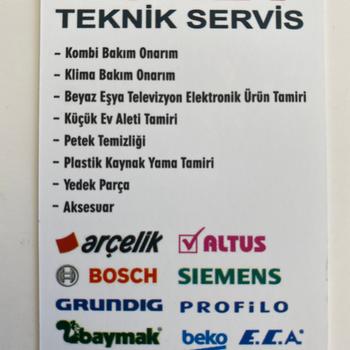 TEKNİK SERVİS
– Kombi Bakım Onarım
– Klima Bakım Onarım
– Beyaz Eşya Televizyon Elektronik Ürün Tamiri
– Küçük Ev Aleti Tamiri
– Petek Temizliği
– Plastik Kaynak Yama Tamiri
– Yedek Parça
– Aksesuar
arçelik ALTUS
BOSCH SIEMENS
GRUNDIG PROFiLO
baymak beko E.C.A